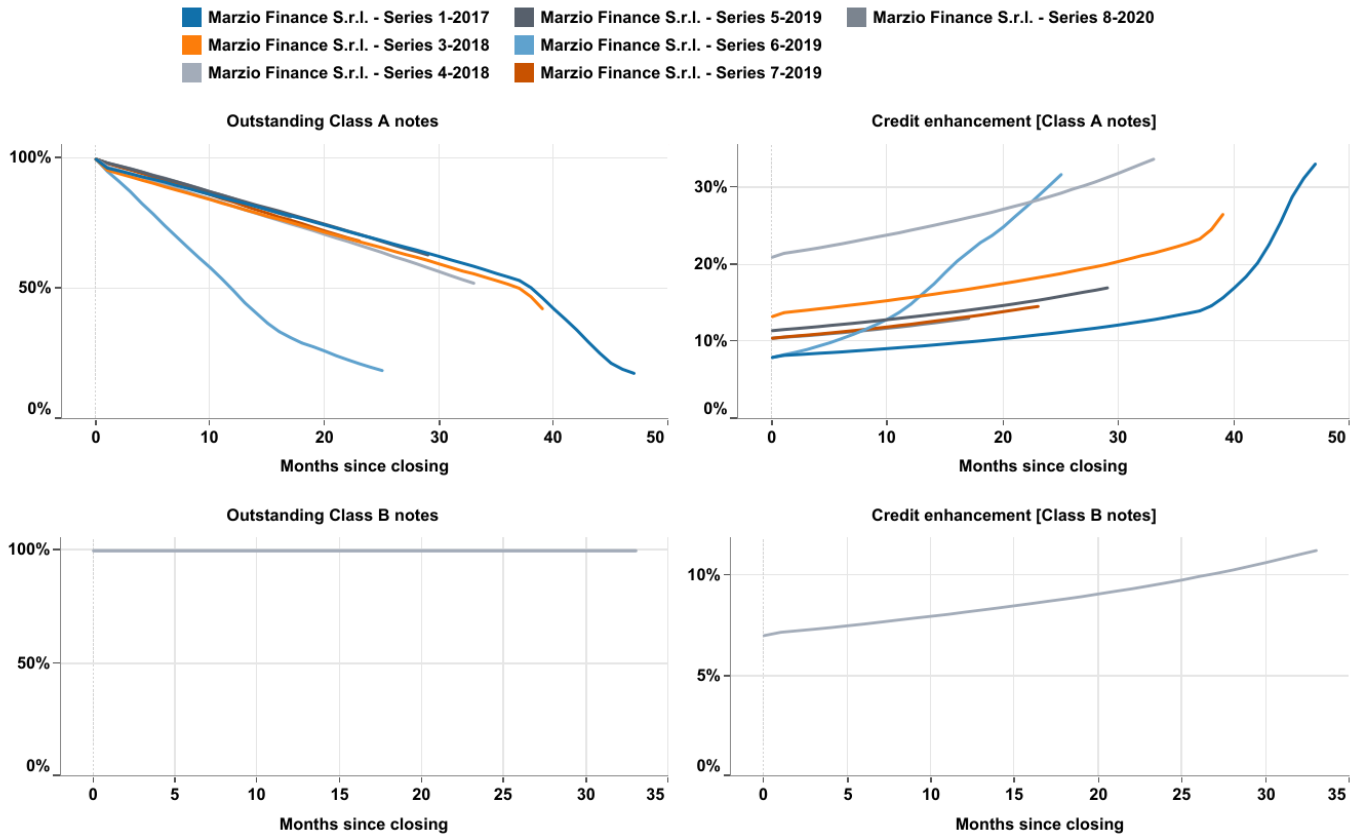 Marzio Finance S.r.l. - Series 1-2017
Marzio Finance S.r.l. - Series 5-2019
Marzio Finance S.r.l. - Series 8-2020
Marzio Finance S.r.l. - Series 3-2018
Marzio Finance S.r.l. - Series 6-2019
Marzio Finance S.r.l. - Series 4-2018
Marzio Finance S.r.l. - Series 7-2019
Outstanding Class A notes
100%
50%
0%
0 10 20 30 40 50
Months since closing
Credit enhancement [Class A notes]
30%
20%
10%
0%
0 10 20 30 40 50
Months since closing
Outstanding Class B notes
100%
50%
0%
0 5 10 15 20 25 30 35
Months since closing
Credit enhancement [Class B notes]
10%
5%
0%
0 5 10 15 20 25 30 35
Months since closing